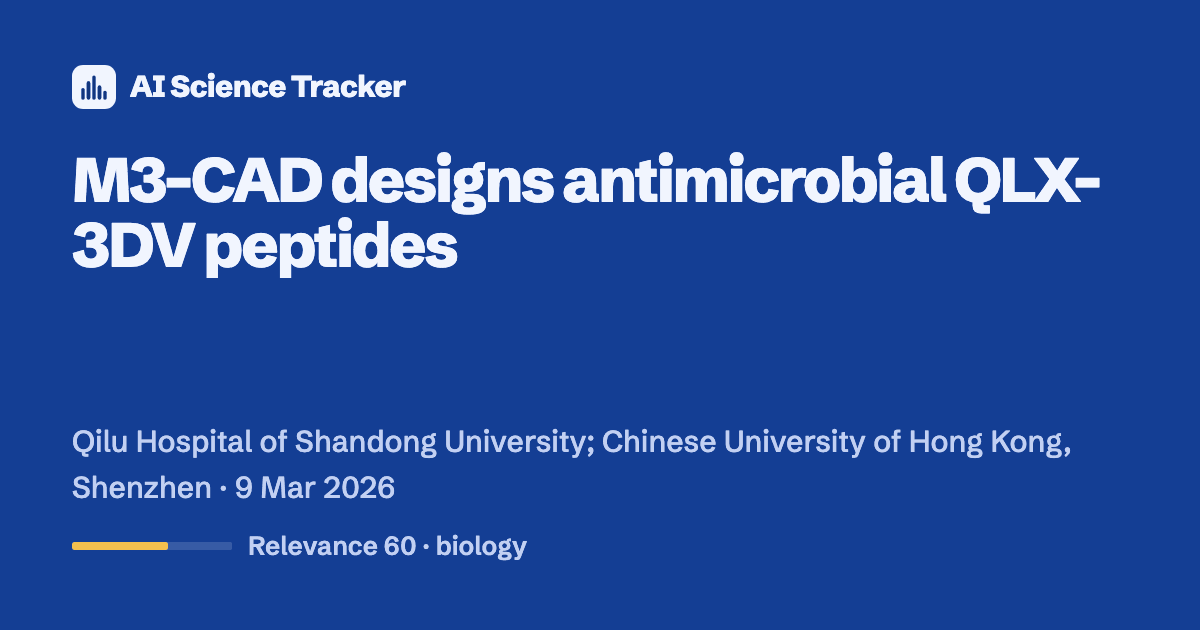 AI Science Tracker
M3-CAD designs antimicrobial QLX-
3DV peptides
Qilu Hospital of Shandong University; Chinese University of Hong Kong,
Shenzhen · 9 Mar 2026
Relevance 60 · biology